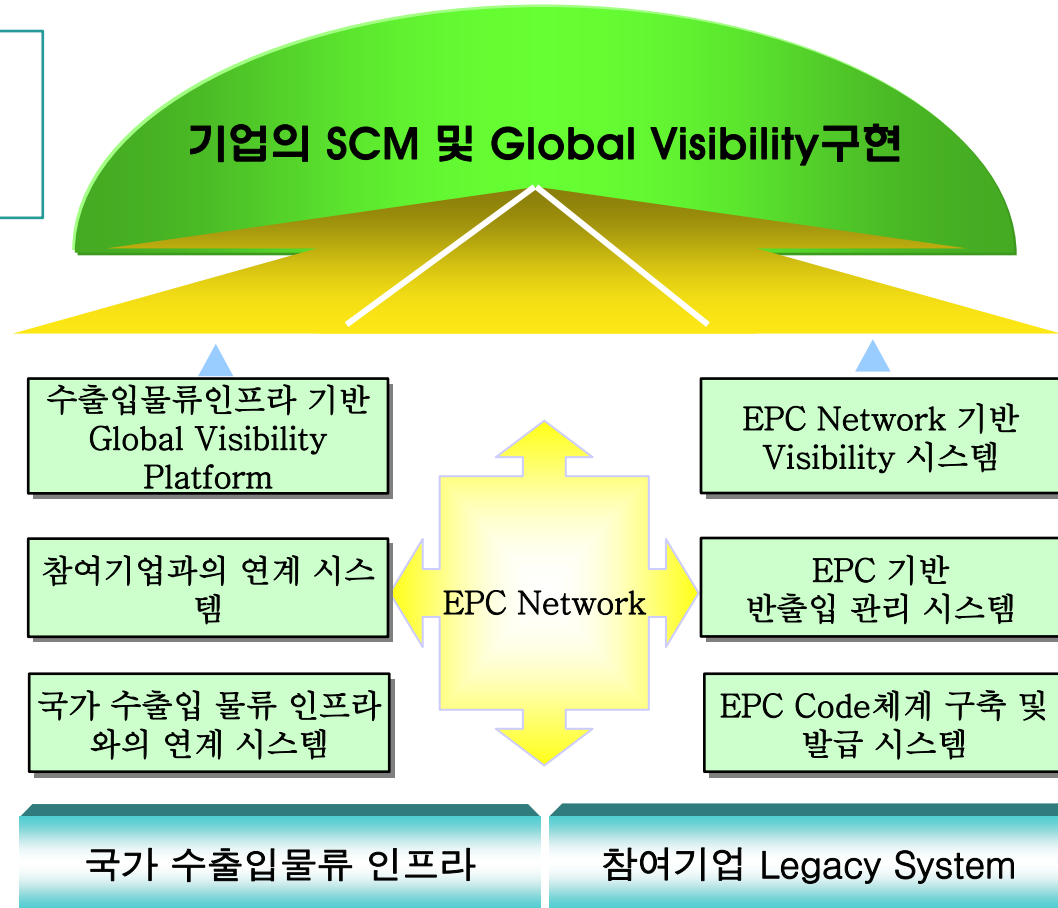 기업의 SCM 및 Global Visibility구현
수출입물류인프라 기반
Global Visibility
Platform
참여기업과의 연계 시스
템
국가 수출입 물류 인프라
와의 연계 시스템
EPC Network
EPC Network 기반
Visibility 시스템
EPC 기반
반출입 관리 시스템
EPC Code체계 구축 및
발급 시스템
국가 수출입물류 인프라
참여기업 Legacy System